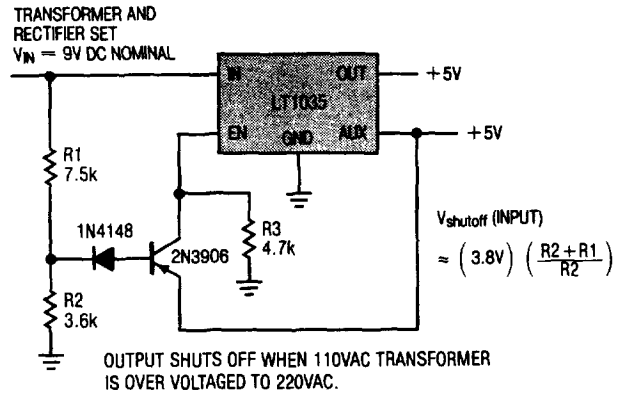 TRANSFORMER AND
RECTIFIER SET
VIN = 9V DC NOMINAL
IN
OUT
+5V
LT1035
EN
GND
AUX
+5V
R1
7.5k
1N4148
2N3906
R3
4.7k
R2
3.6k
Vshutoff (INPUT)
≈ (3.8V) (R2+R1
R2)
OUTPUT SHUTS OFF WHEN 110VAC TRANSFORMER
IS OVER VOLTAGED TO 220VAC.